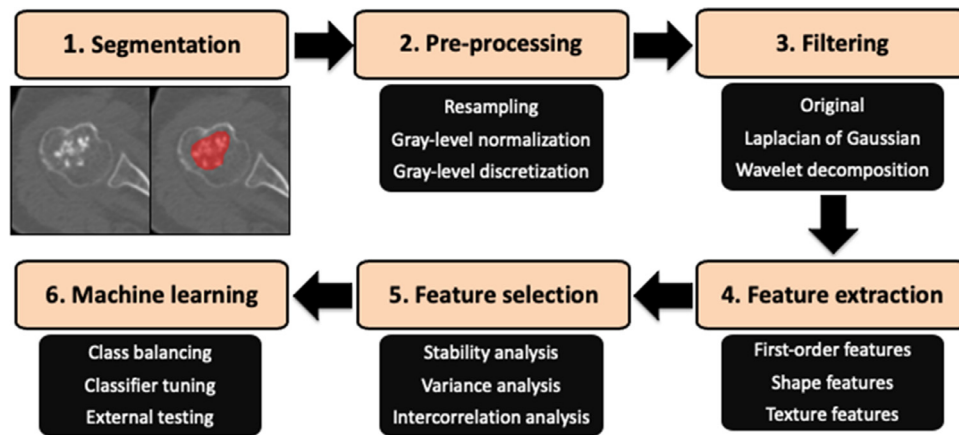 1. Segmentation
2. Pre-processing
Resampling
Gray-level normalization
Gray-level discretization
3. Filtering
Original
Laplacian of Gaussian
Wavelet decomposition
4. Feature extraction
First-order features
Shape features
Texture features
5. Feature selection
Stability analysis
Variance analysis
Intercorrelation analysis
6. Machine learning
Class balancing
Classifier tuning
External testing